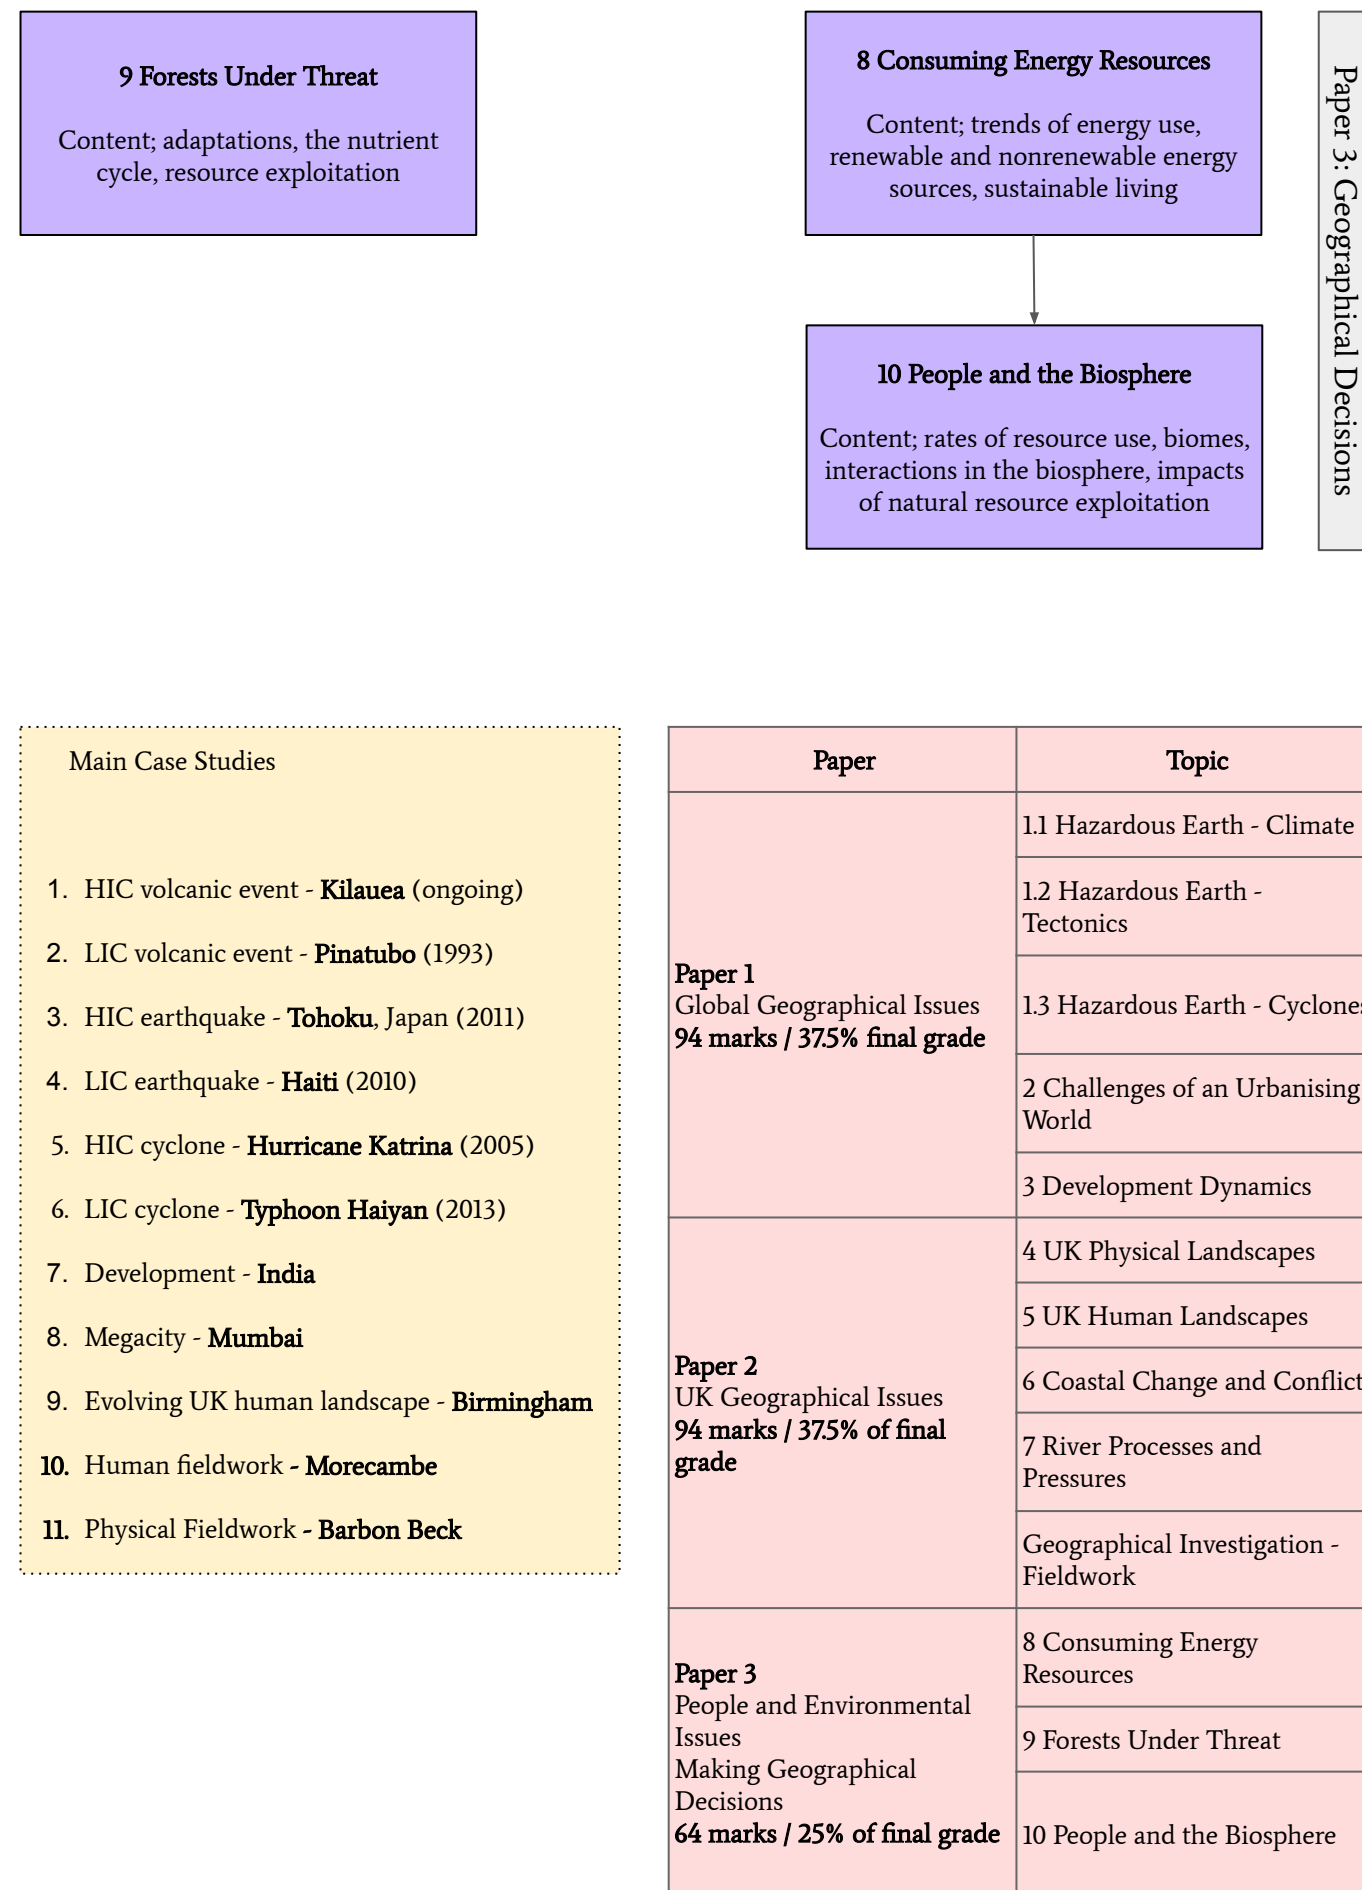 9 Forests Under Threat
Content; adaptations, the nutrient
cycle, resource exploitation
8 Consuming Energy Resources
Content; trends of energy use,
renewable and nonrenewable energy
sources, sustainable living
10 People and the Biosphere
Content; rates of resource use, biomes,
interactions in the biosphere, impacts
of natural resource exploitation
Paper 3: Geographical Decisions
Main Case Studies
1. HIC volcanic event - Kilauea (ongoing)
2. LIC volcanic event - Pinatubo (1993)
3. HIC earthquake - Tohoku, Japan (2011)
4. LIC earthquake - Haiti (2010)
5. HIC cyclone - Hurricane Katrina (2005)
6. LIC cyclone - Typhoon Haiyan (2013)
7. Development - India
8. Megacity - Mumbai
9. Evolving UK human landscape - Birmingham
10. Human fieldwork - Morecambe
11. Physical Fieldwork - Barbon Beck
Paper
Topic
Paper 1
Global Geographical Issues
94 marks / 37.5% final grade
1.1 Hazardous Earth - Climate
1.2 Hazardous Earth -
Tectonics
1.3 Hazardous Earth - Cyclones
2 Challenges of an Urbanising
World
3 Development Dynamics
Paper 2
UK Geographical Issues
94 marks / 37.5% of final
grade
4 UK Physical Landscapes
5 UK Human Landscapes
6 Coastal Change and Conflict
7 River Processes and
Pressures
Geographical Investigation -
Fieldwork
Paper 3
People and Environmental
Issues
Making Geographical
Decisions
64 marks / 25% of final grade
8 Consuming Energy
Resources
9 Forests Under Threat
10 People and the Biosphere